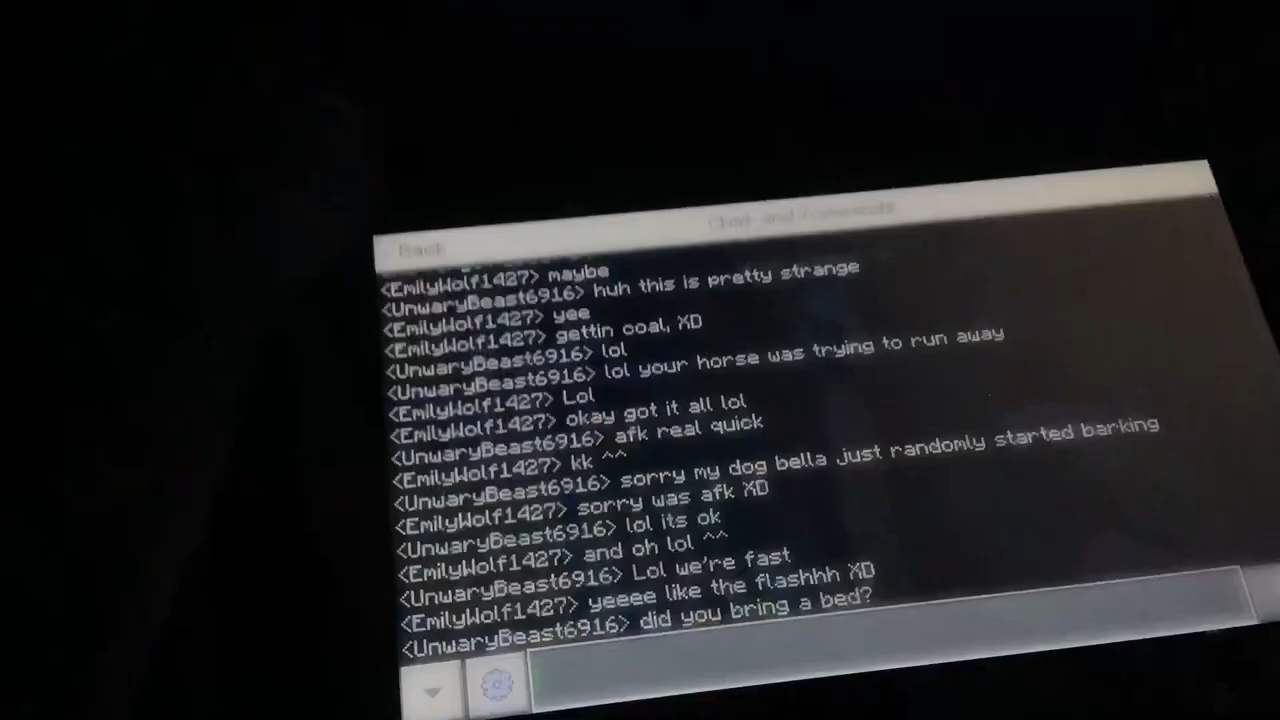 Back
Chat and Commands
<EmilyWolf1427> maybe
<UnwaryBeast6916> huh this is pretty strange
<EmilyWolf1427> yee
<EmilyWolf1427> gettin coal, XD
<UnwaryBeast6916> lol
<UnwaryBeast6916> lol your horse was trying to run away
<EmilyWolf1427> Lol
<EmilyWolf1427> okay got it all lol
<UnwaryBeast6916> afk real quick
<EmilyWolf1427> kk ^^
<UnwaryBeast6916> sorry my dog bella just randomly started barking
<EmilyWolf1427> sorry was afk XD
<UnwaryBeast6916> lol its ok
<EmilyWolf1427> and oh lol ^^
<UnwaryBeast6916> Lol we're fast
<EmilyWolf1427> yeeee like the flashhh XD
<UnwaryBeast6916> did you bring a bed?